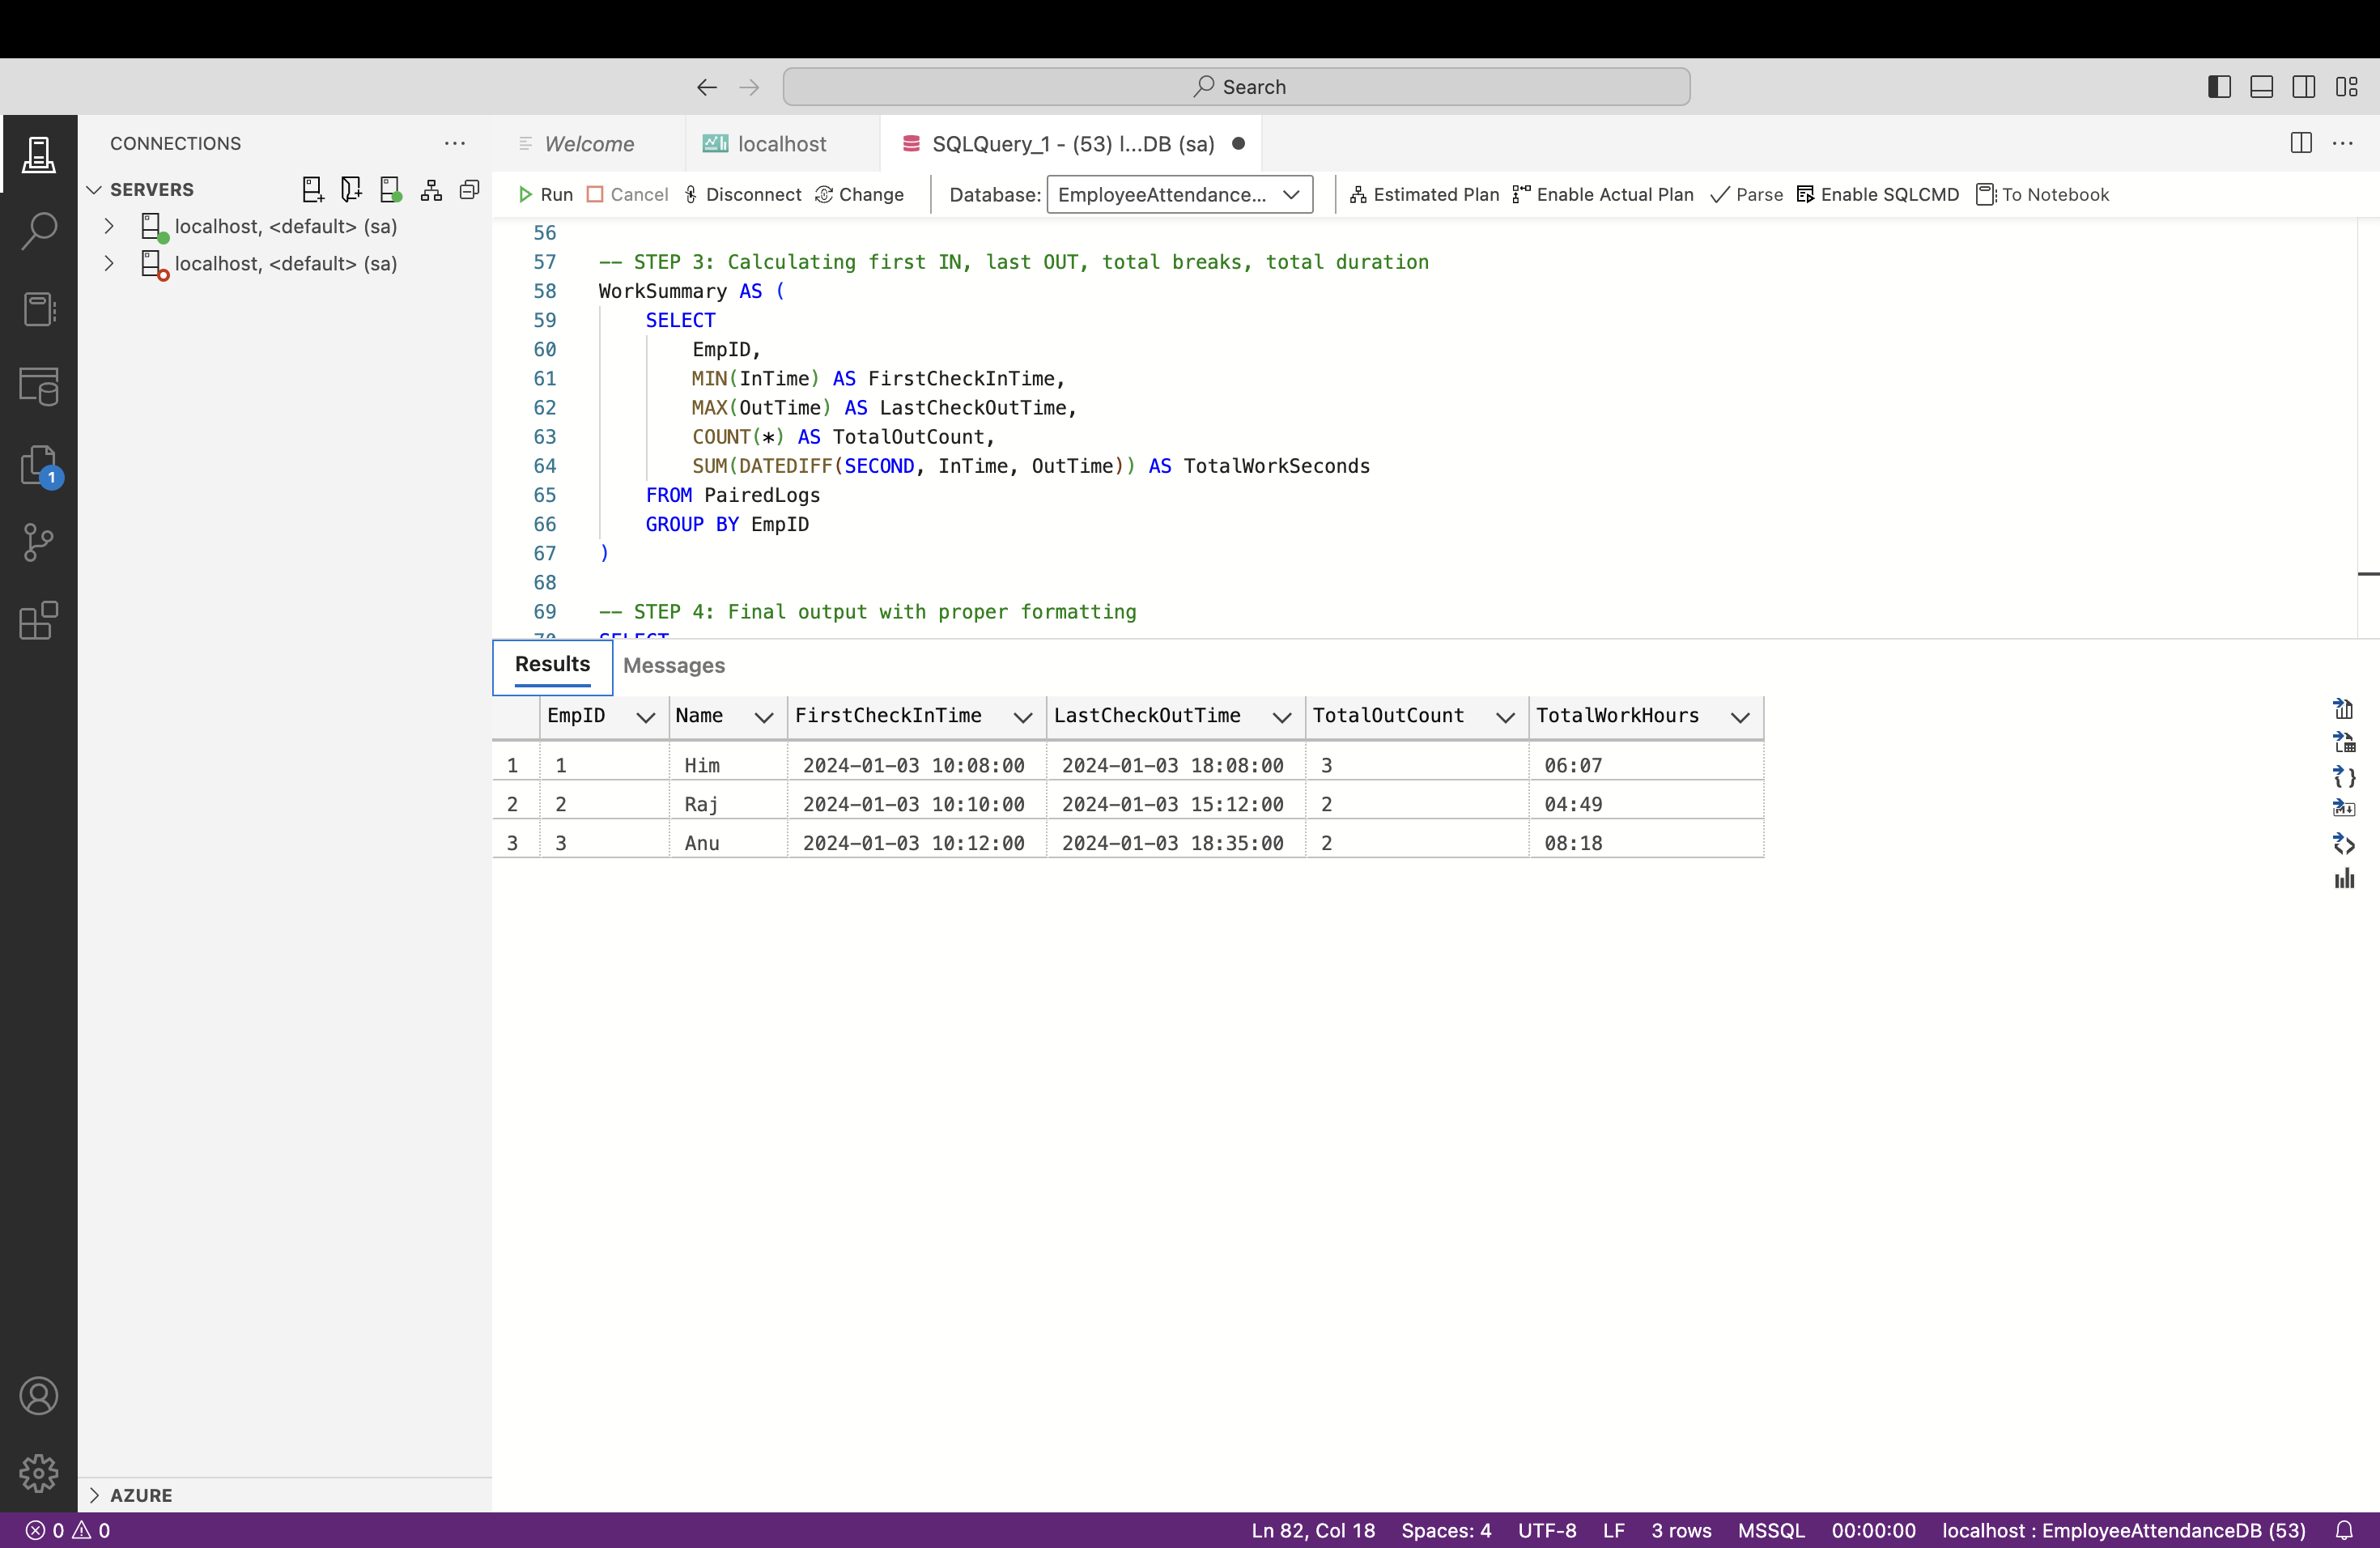 Search
CONNECTIONS
SERVERS
localhost, <default> (sa)
localhost, <default> (sa)
1
AZURE
Welcome
localhost
SQLQuery_1 - (53) l...DB (sa)
Run Cancel Disconnect Change Database: EmployeeAttendance... Estimated Plan Enable Actual Plan Parse Enable SQLCMD To Notebook
56
57 -- STEP 3: Calculating first IN, last OUT, total breaks, total duration
58 WorkSummary AS (
59 SELECT
60 EmpID,
61 MIN(InTime) AS FirstCheckInTime,
62 MAX(OutTime) AS LastCheckOutTime,
63 COUNT(*) AS TotalOutCount,
64 SUM(DATEDIFF(SECOND, InTime, OutTime)) AS TotalWorkSeconds
65 FROM PairedLogs
66 GROUP BY EmpID
67 )
68
69 -- STEP 4: Final output with proper formatting
70 SELECT
Results Messages
EmpID Name FirstCheckInTime LastCheckOutTime TotalOutCount TotalWorkHours
1 1 Him 2024-01-03 10:08:00 2024-01-03 18:08:00 3 06:07
2 2 Raj 2024-01-03 10:10:00 2024-01-03 15:12:00 2 04:49
3 3 Anu 2024-01-03 10:12:00 2024-01-03 18:35:00 2 08:18
0 0 Ln 82, Col 18 Spaces: 4 UTF-8 LF 3 rows MSSQL 00:00:00 localhost : EmployeeAttendanceDB (53)